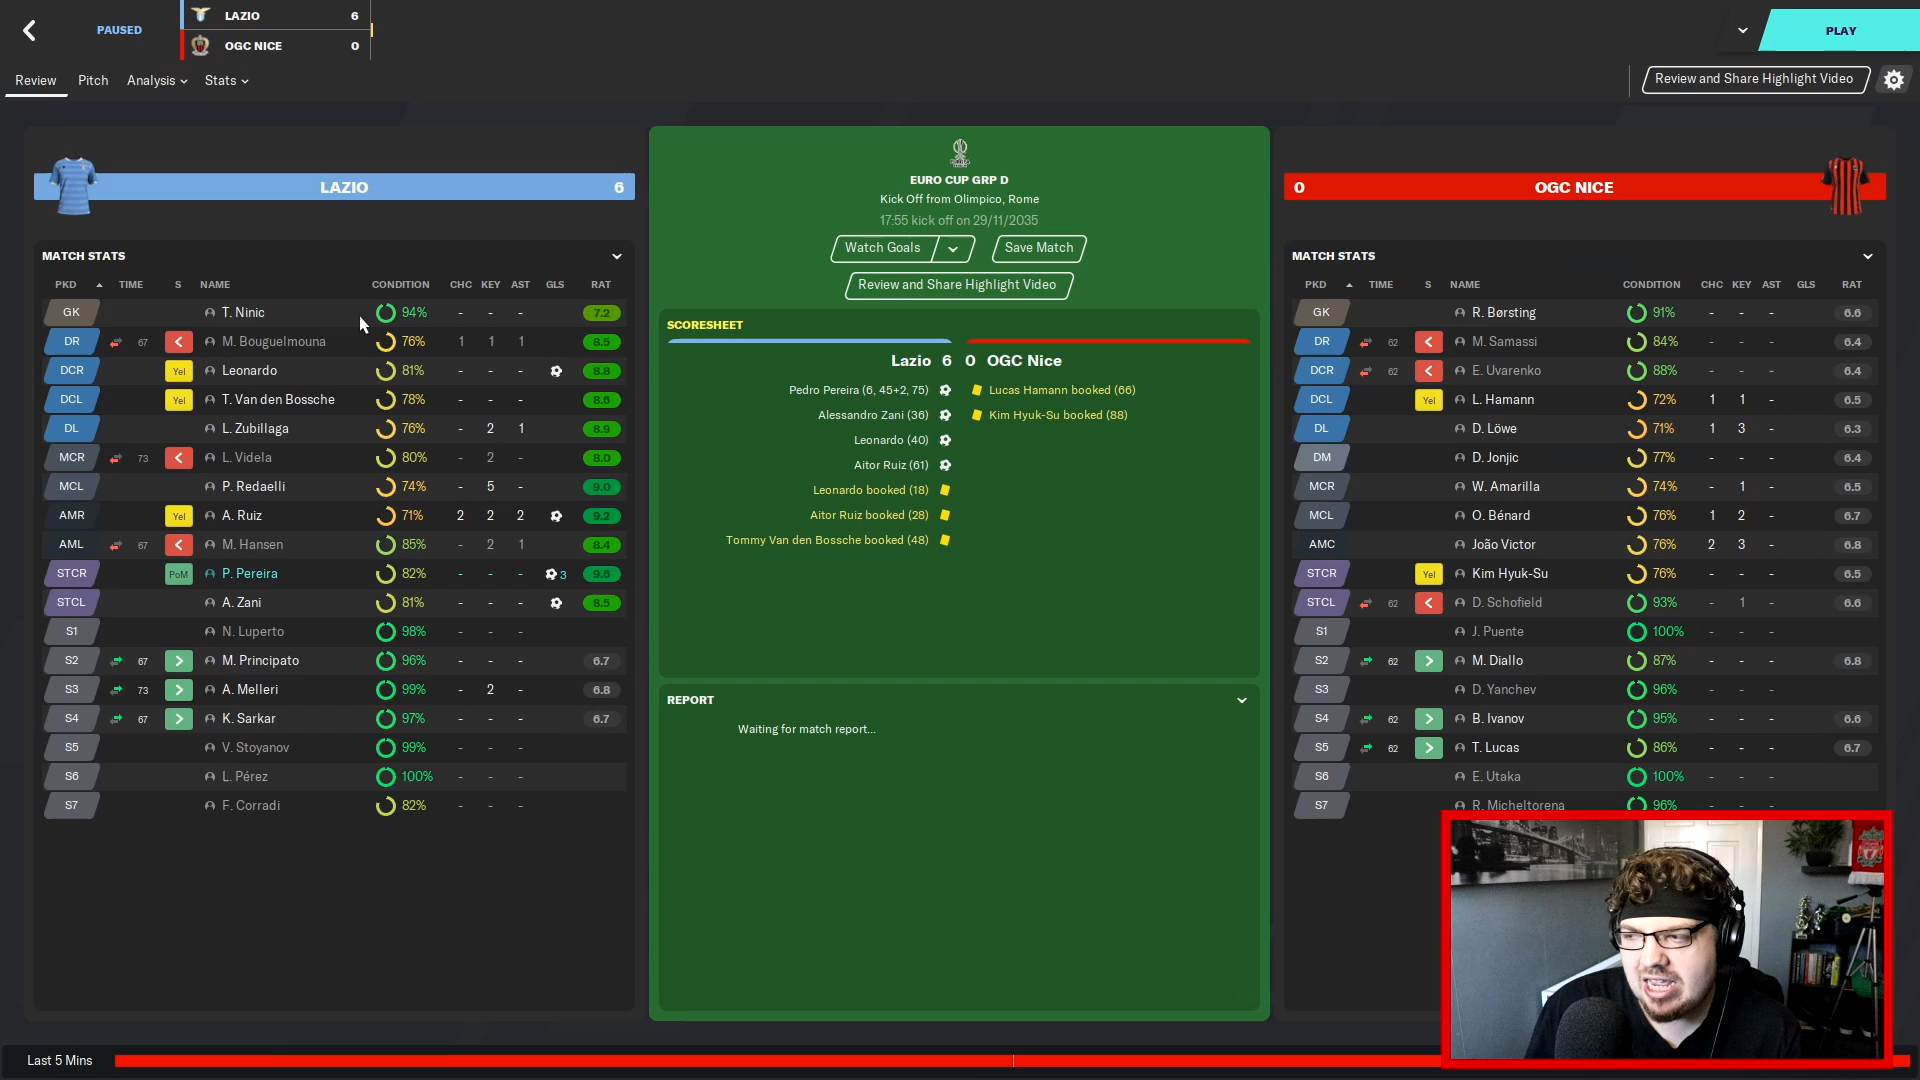 PAUSED
LAZIO 6
OGC NICE 0
PLAY
Review Pitch Analysis Stats
Review and Share Highlight Video
LAZIO 6
MATCH STATS
PKD TIME S NAME CONDITION CHC KEY AST GLS RAT
GK T. Ninic 94% - - - 7.2
DR 67 M. Bouguelmouna 76% 1 1 1 8.5
DCR Yel Leonardo 81% - - - 8.8
DCL Yel T. Van den Bossche 78% - - - 8.6
DL L. Zubillaga 76% - 2 1 8.9
MCR 73 L. Videla 80% - 2 - 8.0
MCL P. Redaelli 74% - 5 - 9.0
AMR Yel A. Ruiz 71% 2 2 2 9.2
AML 67 M. Hansen 85% - 2 1 8.4
STCR PoM P. Pereira 82% - - - 3 9.6
STCL A. Zani 81% - - - 8.5
S1 N. Luperto 98% - - -
S2 67 M. Principato 96% - - - 6.7
S3 73 A. Melleri 99% - 2 - 6.8
S4 67 K. Sarkar 97% - - - 6.7
S5 V. Stoyanov 99% - - -
S6 L. Pérez 100% - - -
S7 F. Corradi 82% - - -
EURO CUP GRP D
Kick Off from Olimpico, Rome
17:55 kick off on 29/11/2035
Watch Goals
Save Match
Review and Share Highlight Video
SCORESHEET
Lazio 6 0 OGC Nice
Pedro Pereira (6, 45+2, 75)
Lucas Hamann booked (66)
Alessandro Zani (36)
Kim Hyuk-Su booked (88)
Leonardo (40)
Aitor Ruiz (61)
Leonardo booked (18)
Aitor Ruiz booked (28)
Tommy Van den Bossche booked (48)
REPORT
Waiting for match report...
0 OGC NICE
MATCH STATS
PKD TIME S NAME CONDITION CHC KEY AST GLS RAT
GK R. Børsting 91% - - - 6.6
DR 62 M. Samassi 84% - - - 6.4
DCR 62 E. Uvarenko 88% - - - 6.4
DCL Yel L. Hamann 72% 1 1 - 6.5
DL D. Löwe 71% 1 3 - 6.3
DM D. Jonjic 77% - - - 6.4
MCR W. Amarilla 74% - 1 - 6.5
MCL O. Bénard 76% 1 2 - 6.7
AMC João Victor 76% 2 3 - 6.8
STCR Yel Kim Hyuk-Su 76% - - - 6.5
STCL 62 D. Schofield 93% - 1 - 6.6
S1 J. Puente 100% - - -
S2 62 M. Diallo 87% - - - 6.8
S3 D. Yanchev 96% - - -
S4 62 B. Ivanov 95% - - - 6.6
S5 62 T. Lucas 86% - - - 6.7
S6 E. Utaka 100% - - -
S7 R. Micheltorena 96% - - -
Last 5 Mins